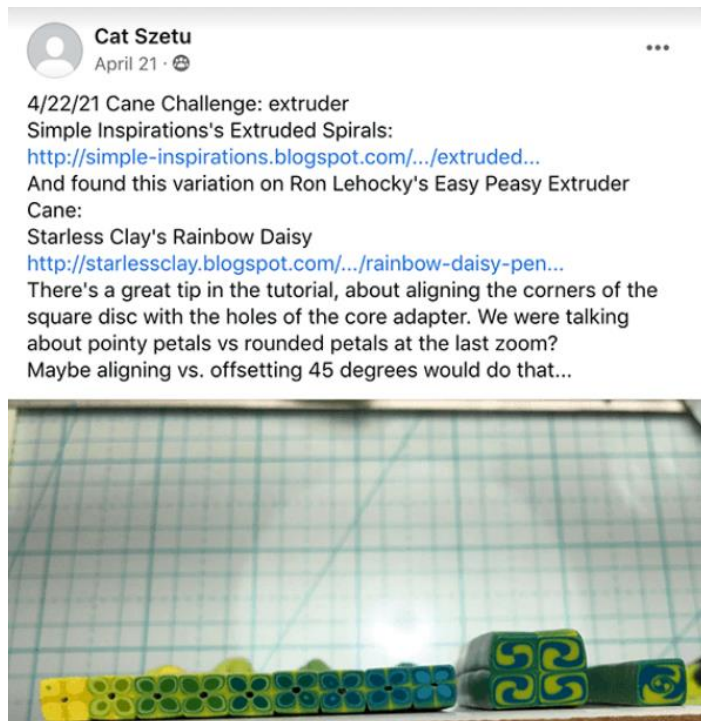 Cat Szetu
April 21 ·
4/22/21 Cane Challenge: extruder
Simple Inspirations's Extruded Spirals:
http://simple-inspirations.blogspot.com/.../extruded...
And found this variation on Ron Lehocky's Easy Peasy Extruder
Cane:
Starless Clay's Rainbow Daisy
http://starlessclay.blogspot.com/.../rainbow-daisy-pen...
There's a great tip in the tutorial, about aligning the corners of the
square disc with the holes of the core adapter. We were talking
about pointy petals vs rounded petals at the last zoom?
Maybe aligning vs. offsetting 45 degrees would do that...